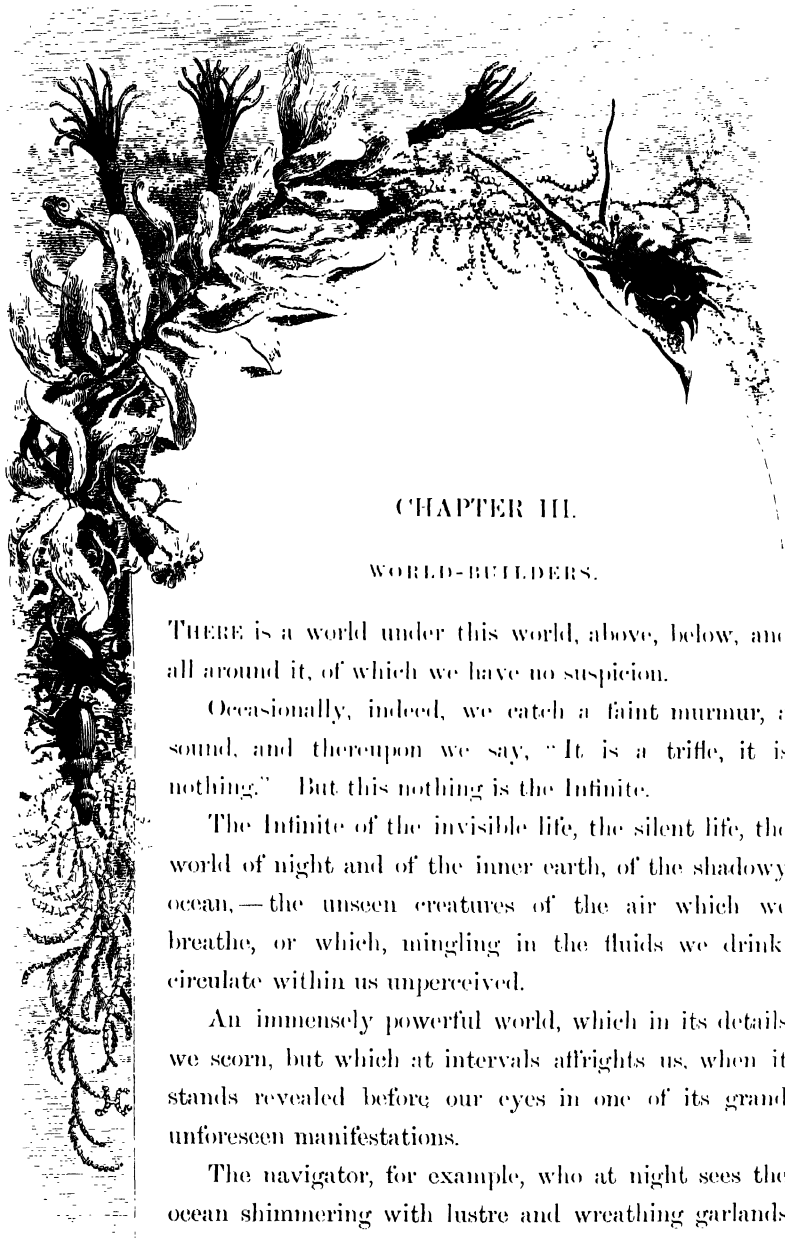 CHAPTER III.
WORLD-BUILDERS.
THERE is a world under this world, above, below, and
all around it, of which we have no suspicion.
Occasionally, indeed, we catch a faint murmur, a
sound, and thereupon we say, "It is a trifle, it is
nothing." But this nothing is the Infinite.
The Infinite of the invisible life, the silent life, the
world of night and of the inner earth, of the shadowy
ocean,—the unseen creatures of the air which we
breathe, or which, mingling in the fluids we drink
circulate within us unperceived.
An immensely powerful world, which in its details
we scorn, but which at intervals affrights us, when it
stands revealed before our eyes in one of its grand
unforeseen manifestations.
The navigator, for example, who at night sees the
ocean shimmering with lustre and wreathing garlands